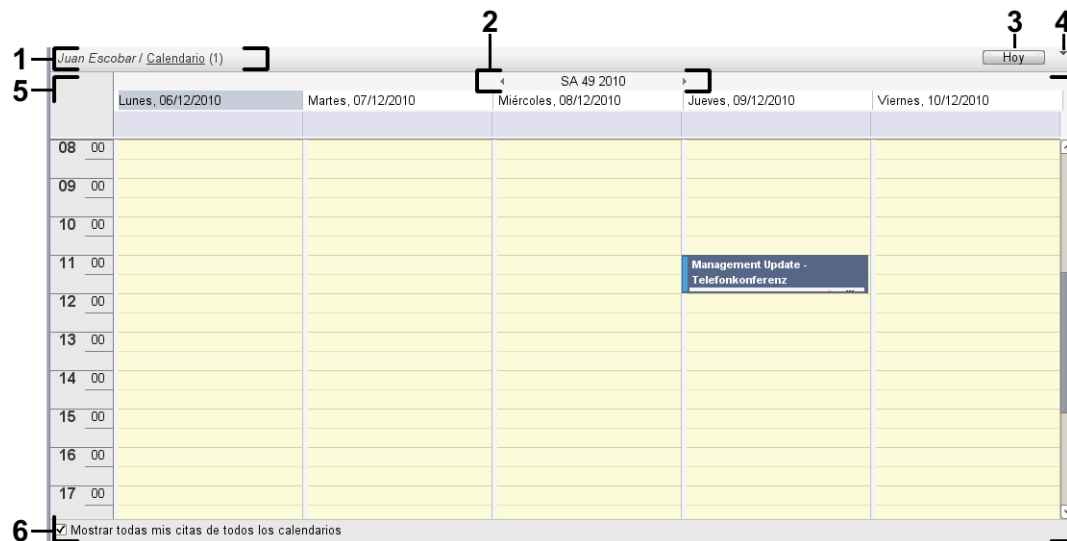 2 3 4
1 Juan Escobar / Calendario (1) Hoy
5 SA 49 2010
Lunes, 06/12/2010 Martes, 07/12/2010 Miércoles, 08/12/2010 Jueves, 09/12/2010 Viernes, 10/12/2010
08 00
09 00
10 00
11 00
Management Update -
Telefonkonferenz
12 00
13 00
14 00
15 00
16 00
17 00
6 Mostrar todas mis citas de todos los calendarios